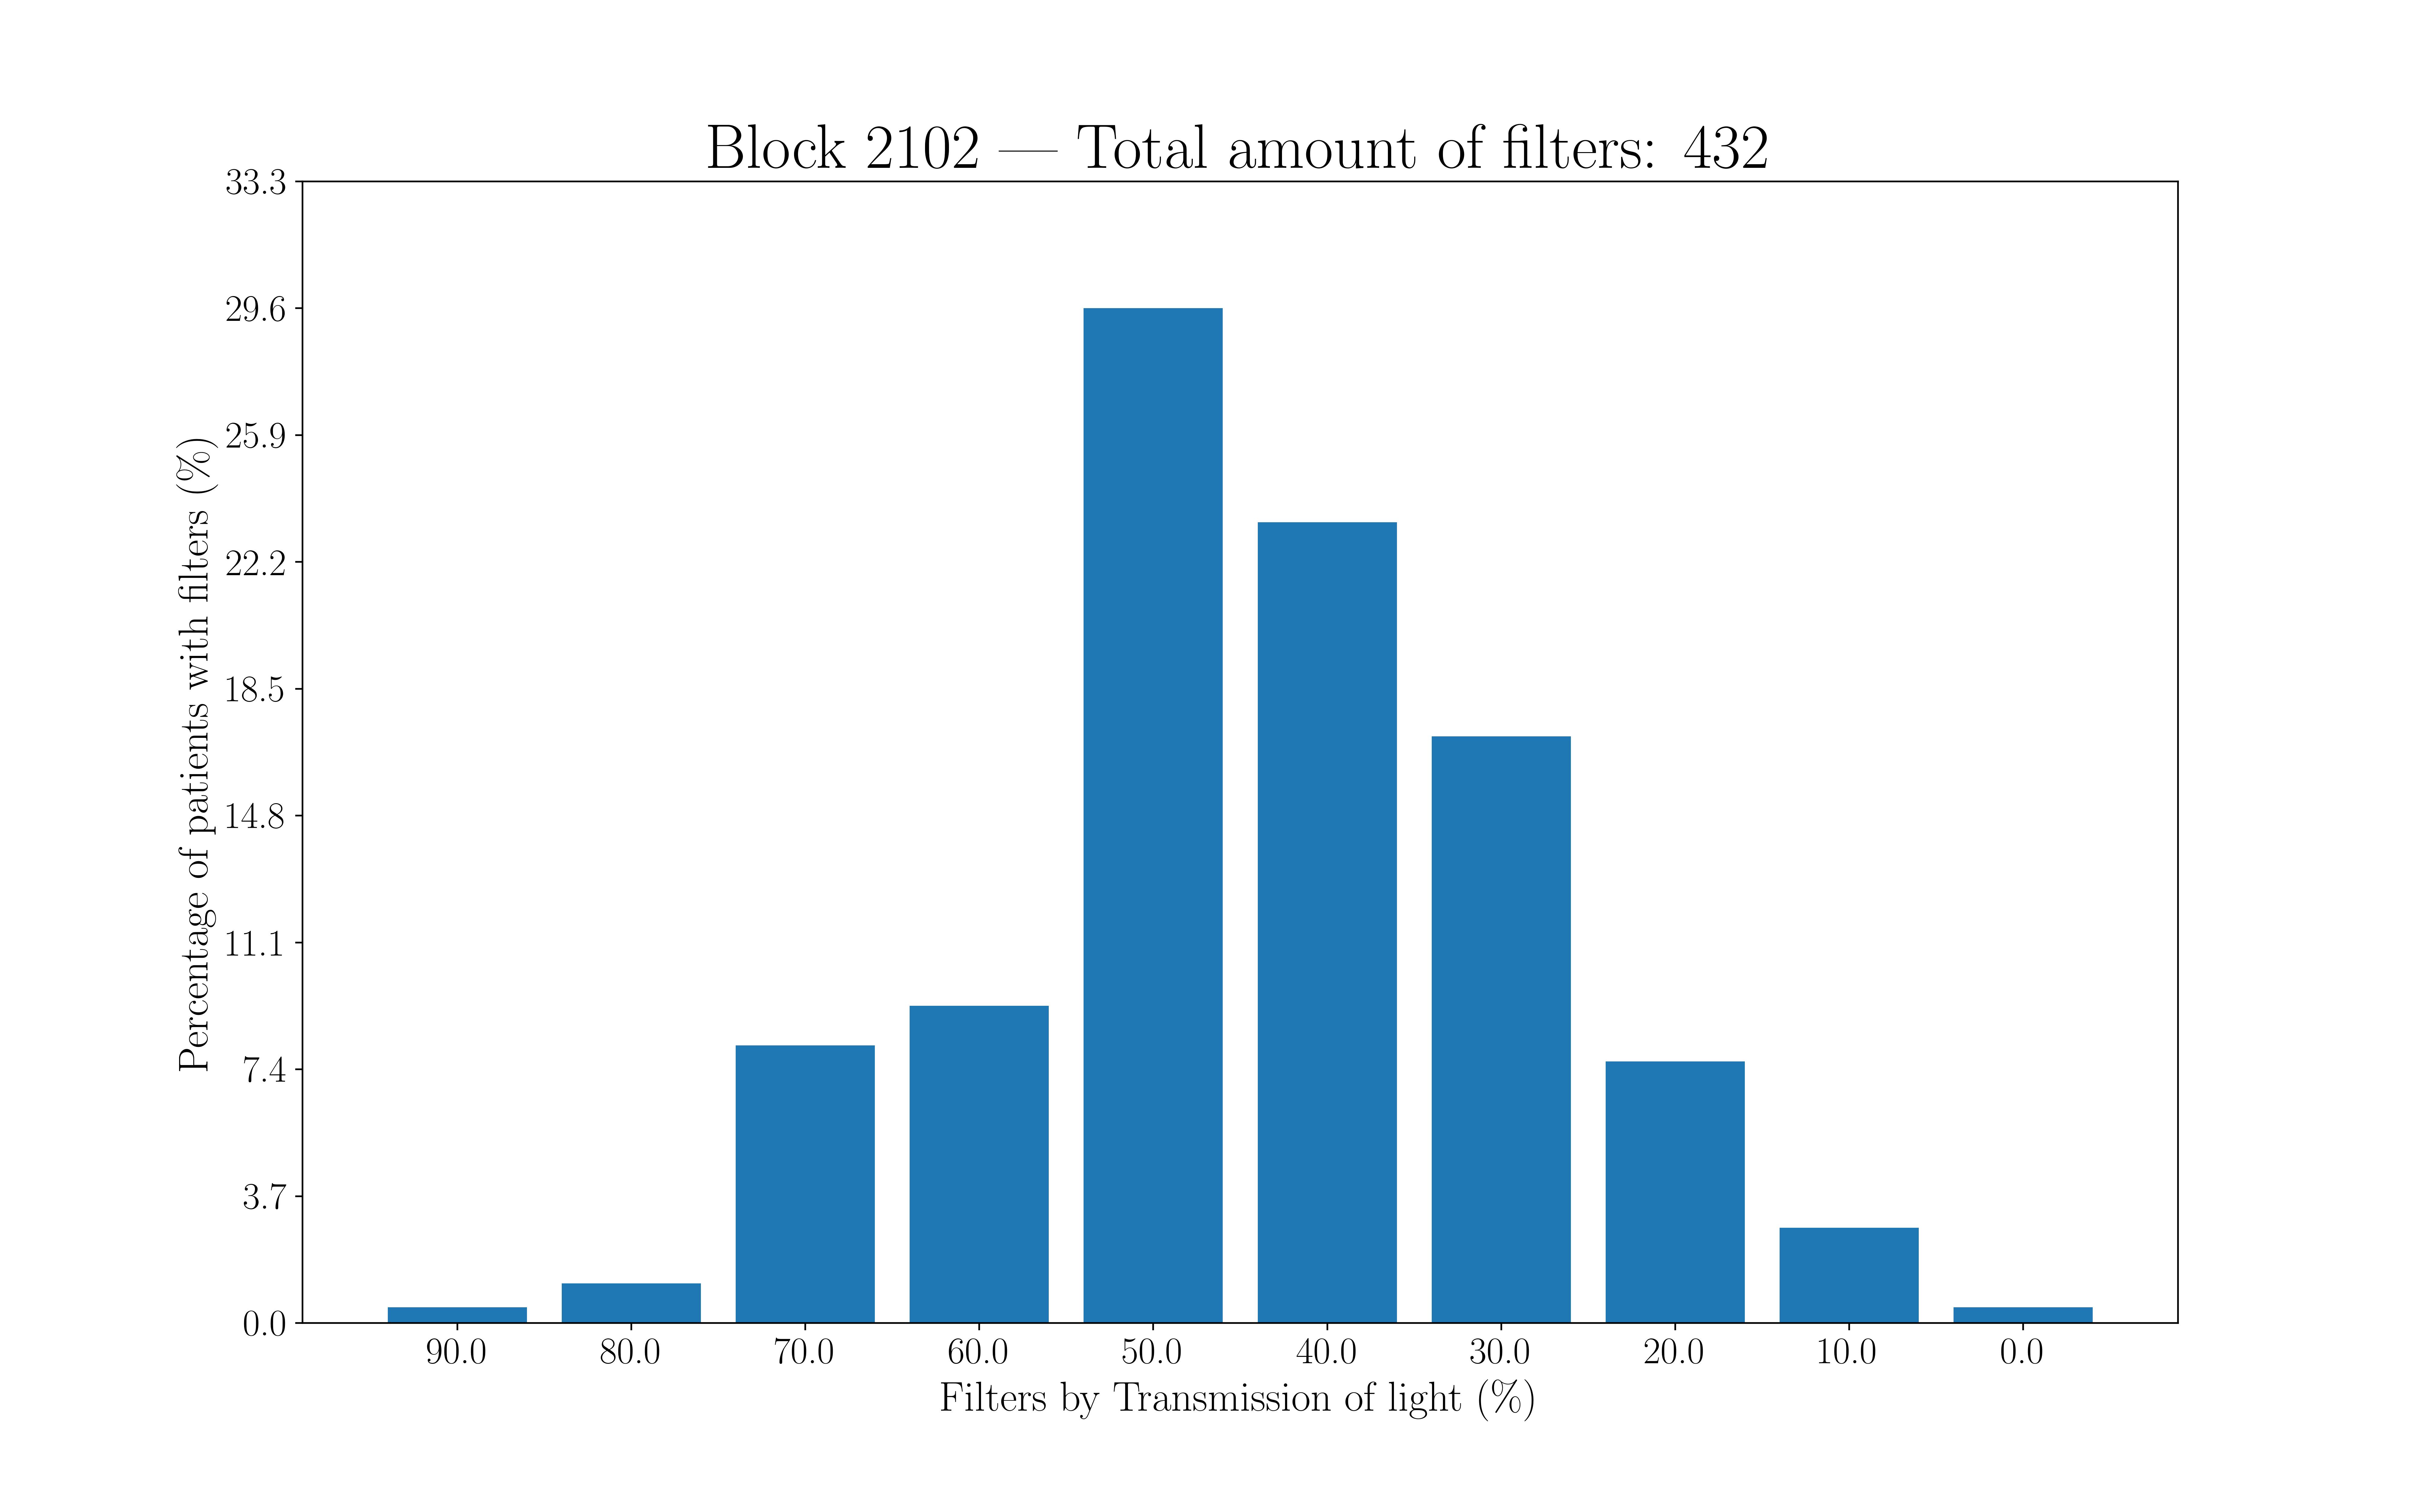 Block 2102 — Total amount of filters: 432
Percentage of patients with filters (%)
33.3
29.6
25.9
22.2
18.5
14.8
11.1
7.4
3.7
0.0
90.0 80.0 70.0 60.0 50.0 40.0 30.0 20.0 10.0 0.0
Filters by Transmission of light (%)